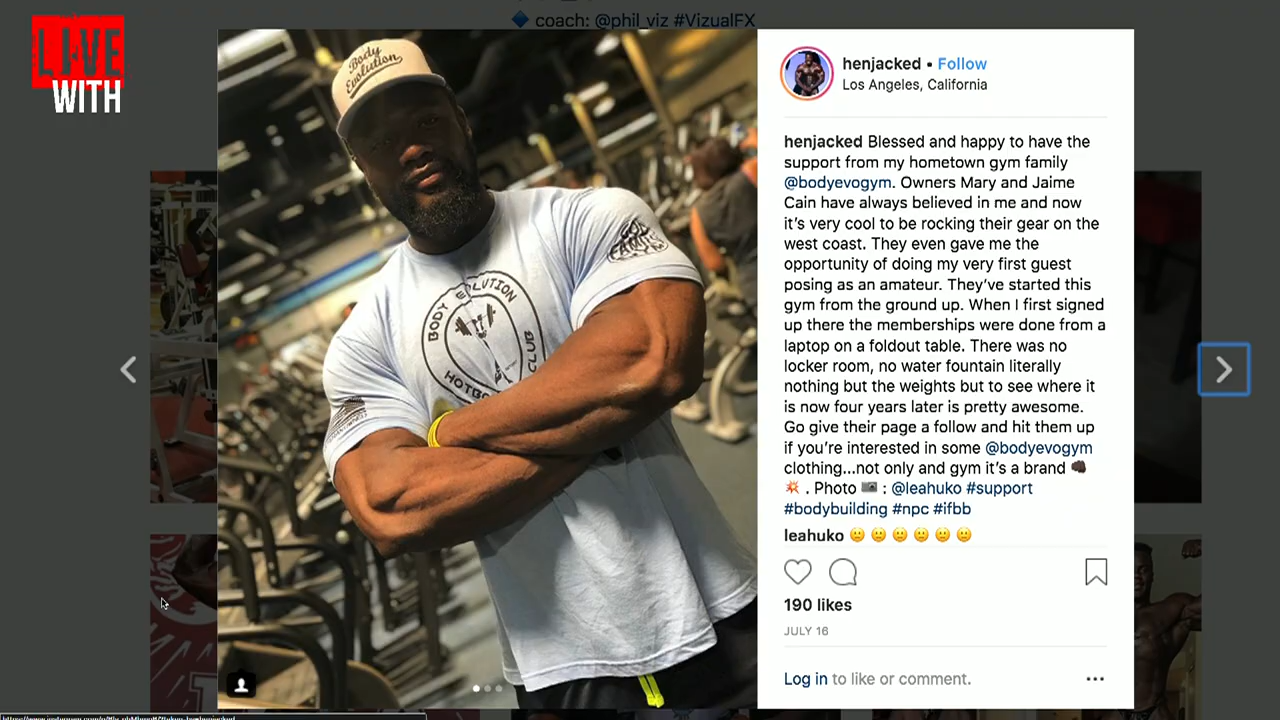 coach: @phil_viz #VizualFX
LIVE
WITH
Body
Evolution
BODY EVOLUTION
CLUB
henjacked • Follow
Los Angeles, California
henjacked Blessed and happy to have the
support from my hometown gym family
@bodyevogym. Owners Mary and Jaime
Cain have always believed in me and now
it’s very cool to be rocking their gear on the
west coast. They even gave me the
opportunity of doing my very first guest
posing as an amateur. They’ve started this
gym from the ground up. When I first signed
up there the memberships were done from a
laptop on a foldout table. There was no
locker room, no water fountain literally
nothing but the weights but to see where it
is now four years later is pretty awesome.
Go give their page a follow and hit them up
if you’re interested in some @bodyevogym
clothing...not only and gym it’s a brand ✊🏿
💥 . Photo 📷 : @leahuko #support
#bodybuilding #npc #ifbb
leahuko 🙂 🙂 🙂 🙂 🙂 🙂
190 likes
JULY 16
Log in to like or comment.